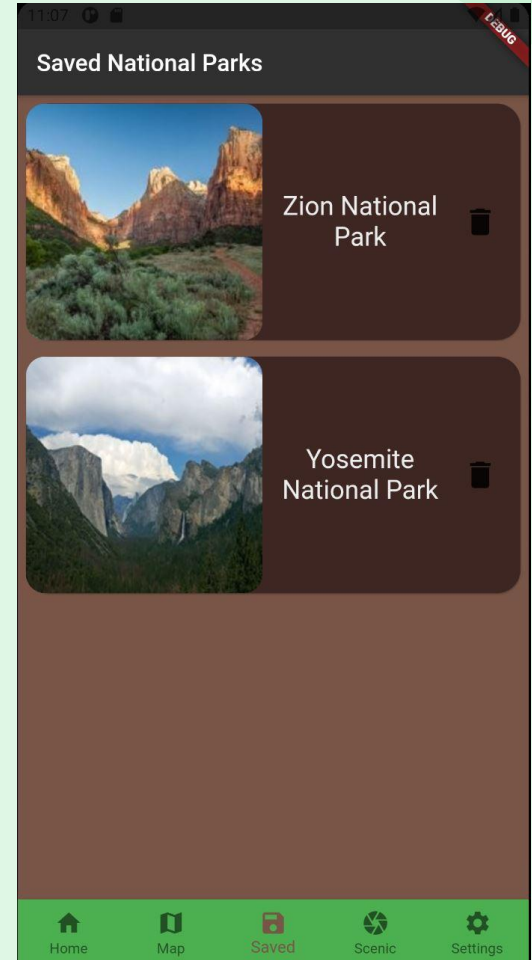 11:07
DEBUG
Saved National Parks
Zion National
Park
Yosemite
National Park
Home
Map
Saved
Scenic
Settings